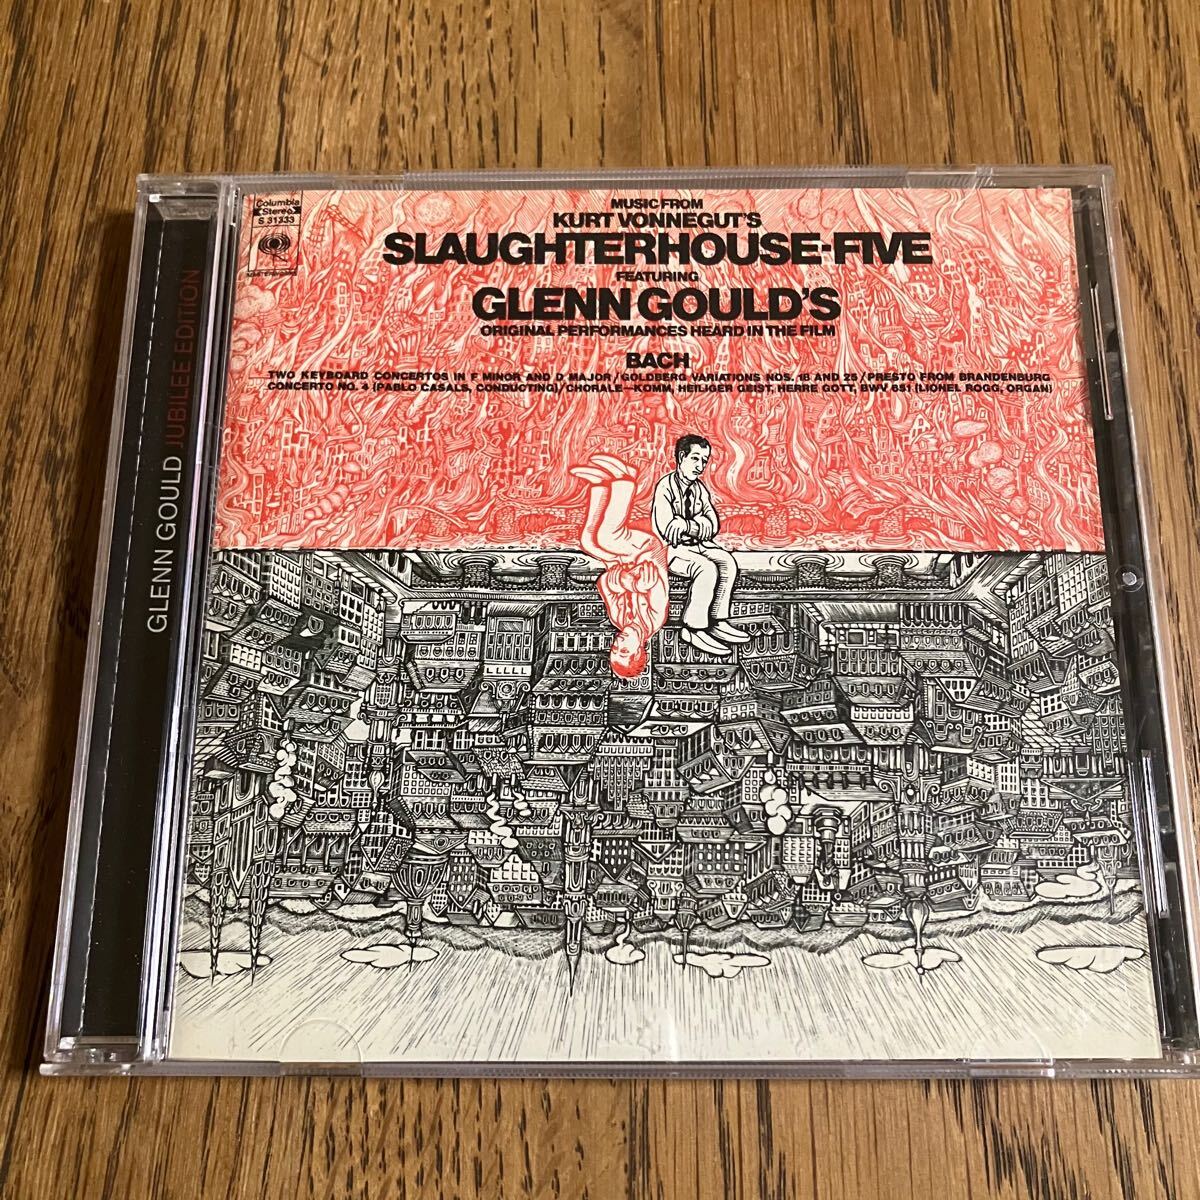 Columbia
Stereo
S 31333
MUSIC FROM
KURT VONNEGUT'S
SLAUGHTERHOUSE-FIVE
FEATURING
GLENN GOULD'S
ORIGINAL PERFORMANCES HEARD IN THE FILM
BACH
TWO KEYBOARD CONCERTOS IN F MINOR AND D MAJOR/GOLDBERG VARIATIONS NOS. 18 AND 25/PRESTO FROM BRANDENBURG
CONCERTO NO. 4 (PABLO CASALS, CONDUCTING)/CHORALE—KOMM, HEILIGER GEIST, HERRE GOTT, BWV 651 (LIONEL ROGG, ORGAN)
GLENN GOULD JUBILEE EDITION